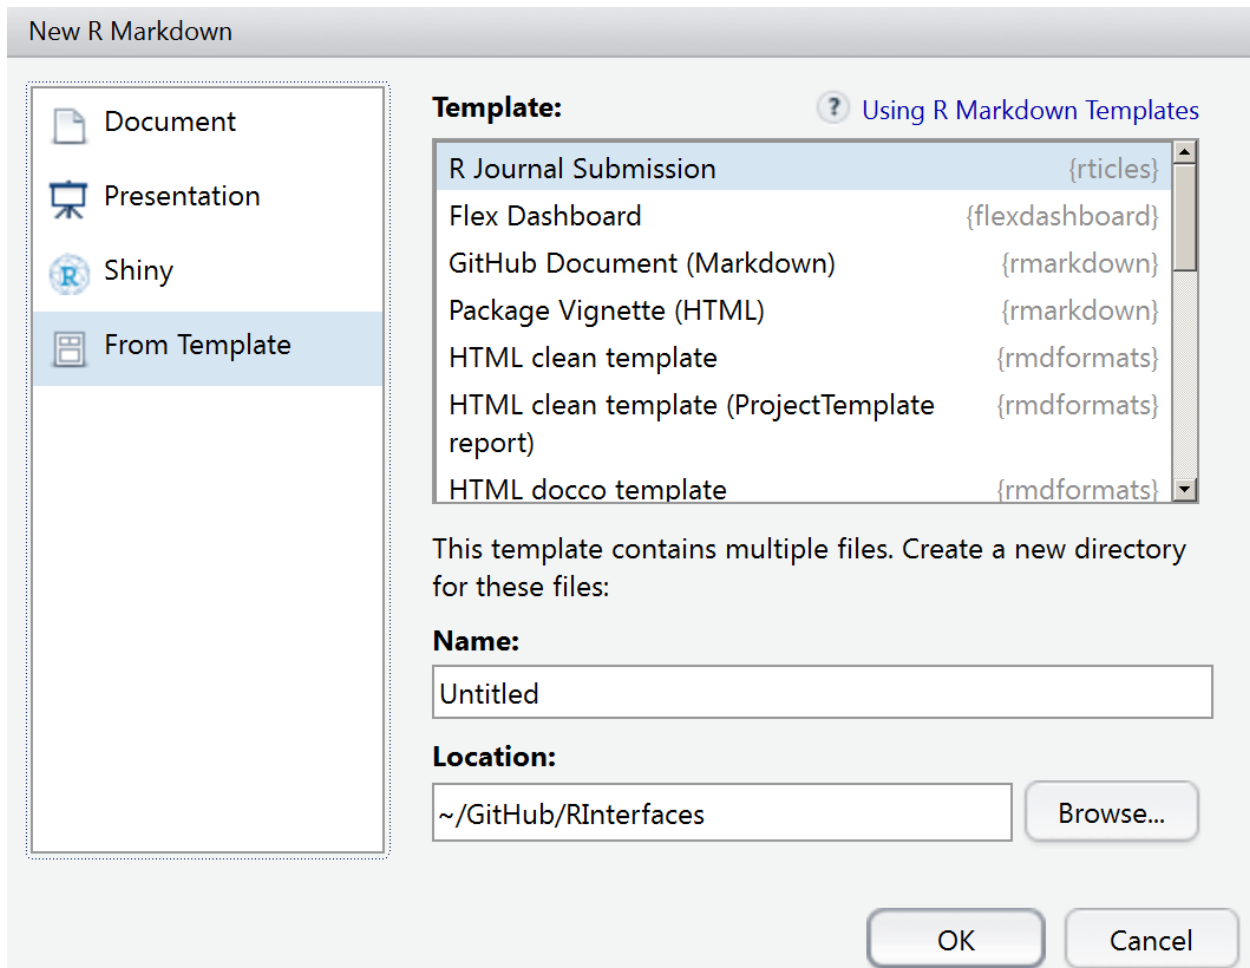 New R Markdown
Document
Presentation
Shiny
From Template
Template:
? Using R Markdown Templates
R Journal Submission {rticles}
Flex Dashboard {flexdashboard}
GitHub Document (Markdown) {rmarkdown}
Package Vignette (HTML) {rmarkdown}
HTML clean template {rmdformats}
HTML clean template (ProjectTemplate {rmdformats}
report)
HTML docco template {rmdformats}
This template contains multiple files. Create a new directory
for these files:
Name:
Untitled
Location:
~/GitHub/RInterfaces
Browse...
OK
Cancel